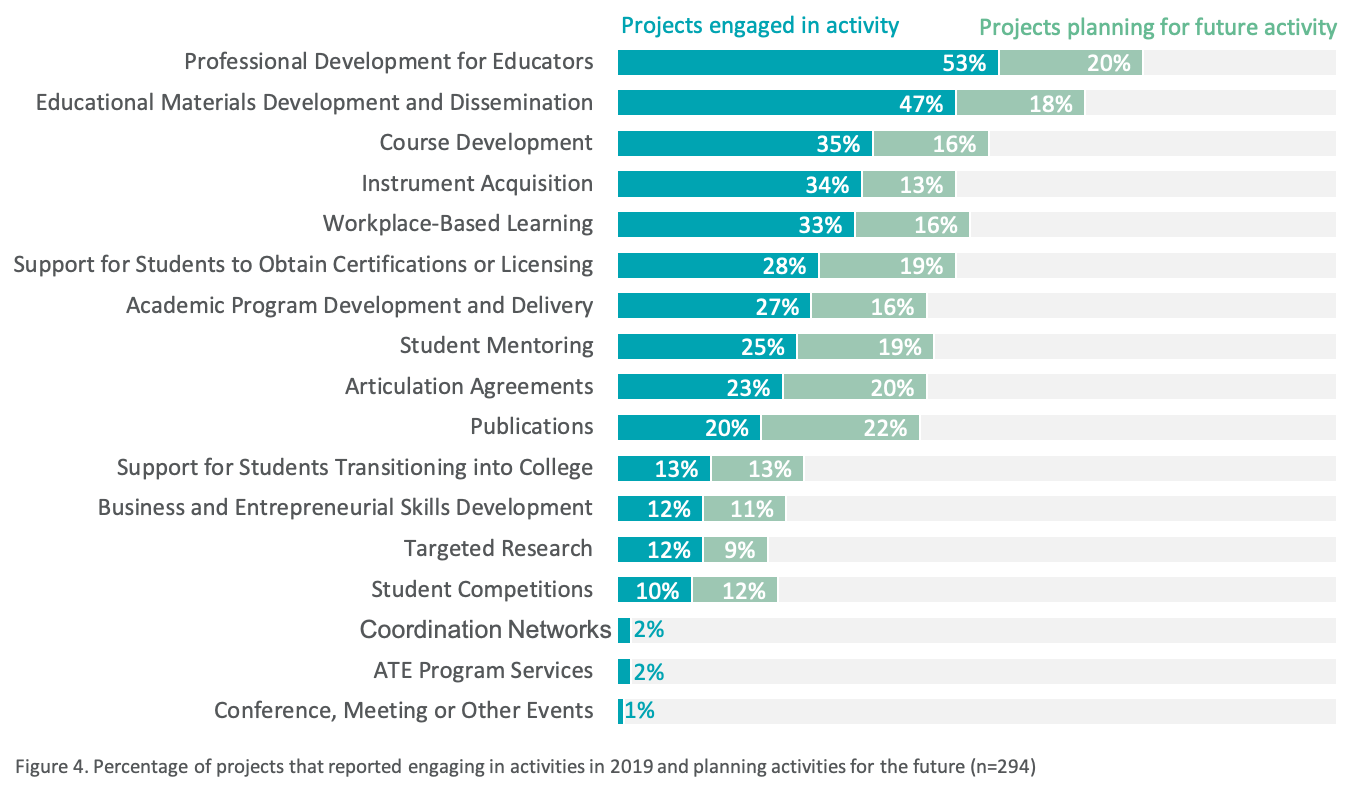 Projects engaged in activity Projects planning for future activity
Professional Development for Educators 53% 20%
Educational Materials Development and Dissemination 47% 18%
Course Development 35% 16%
Instrument Acquisition 34% 13%
Workplace-Based Learning 33% 16%
Support for Students to Obtain Certifications or Licensing 28% 19%
Academic Program Development and Delivery 27% 16%
Student Mentoring 25% 19%
Articulation Agreements 23% 20%
Publications 20% 22%
Support for Students Transitioning into College 13% 13%
Business and Entrepreneurial Skills Development 12% 11%
Targeted Research 12% 9%
Student Competitions 10% 12%
Coordination Networks 2%
ATE Program Services 2%
Conference, Meeting or Other Events 1%
Figure 4. Percentage of projects that reported engaging in activities in 2019 and planning activities for the future (n=294)